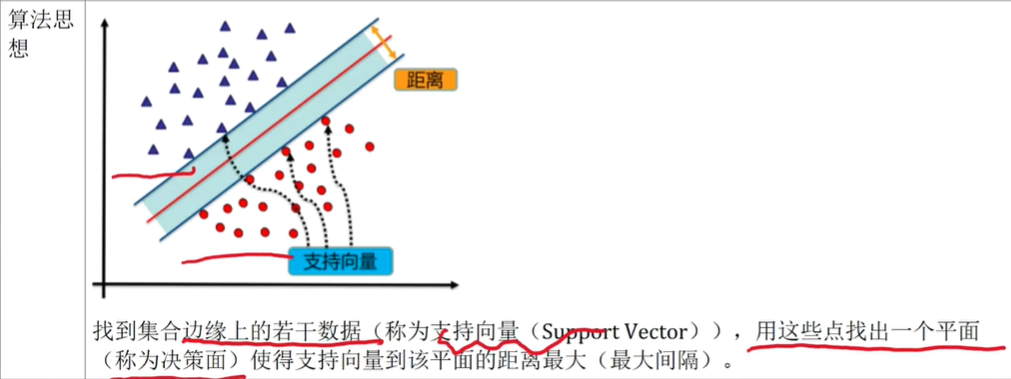 算法思
想
距离
支持向量
找到集合边缘上的若干数据（称为支持向量（Support Vector）），用这些点找出一个平面
（称为决策面）使得支持向量到该平面的距离最大（最大间隔）。